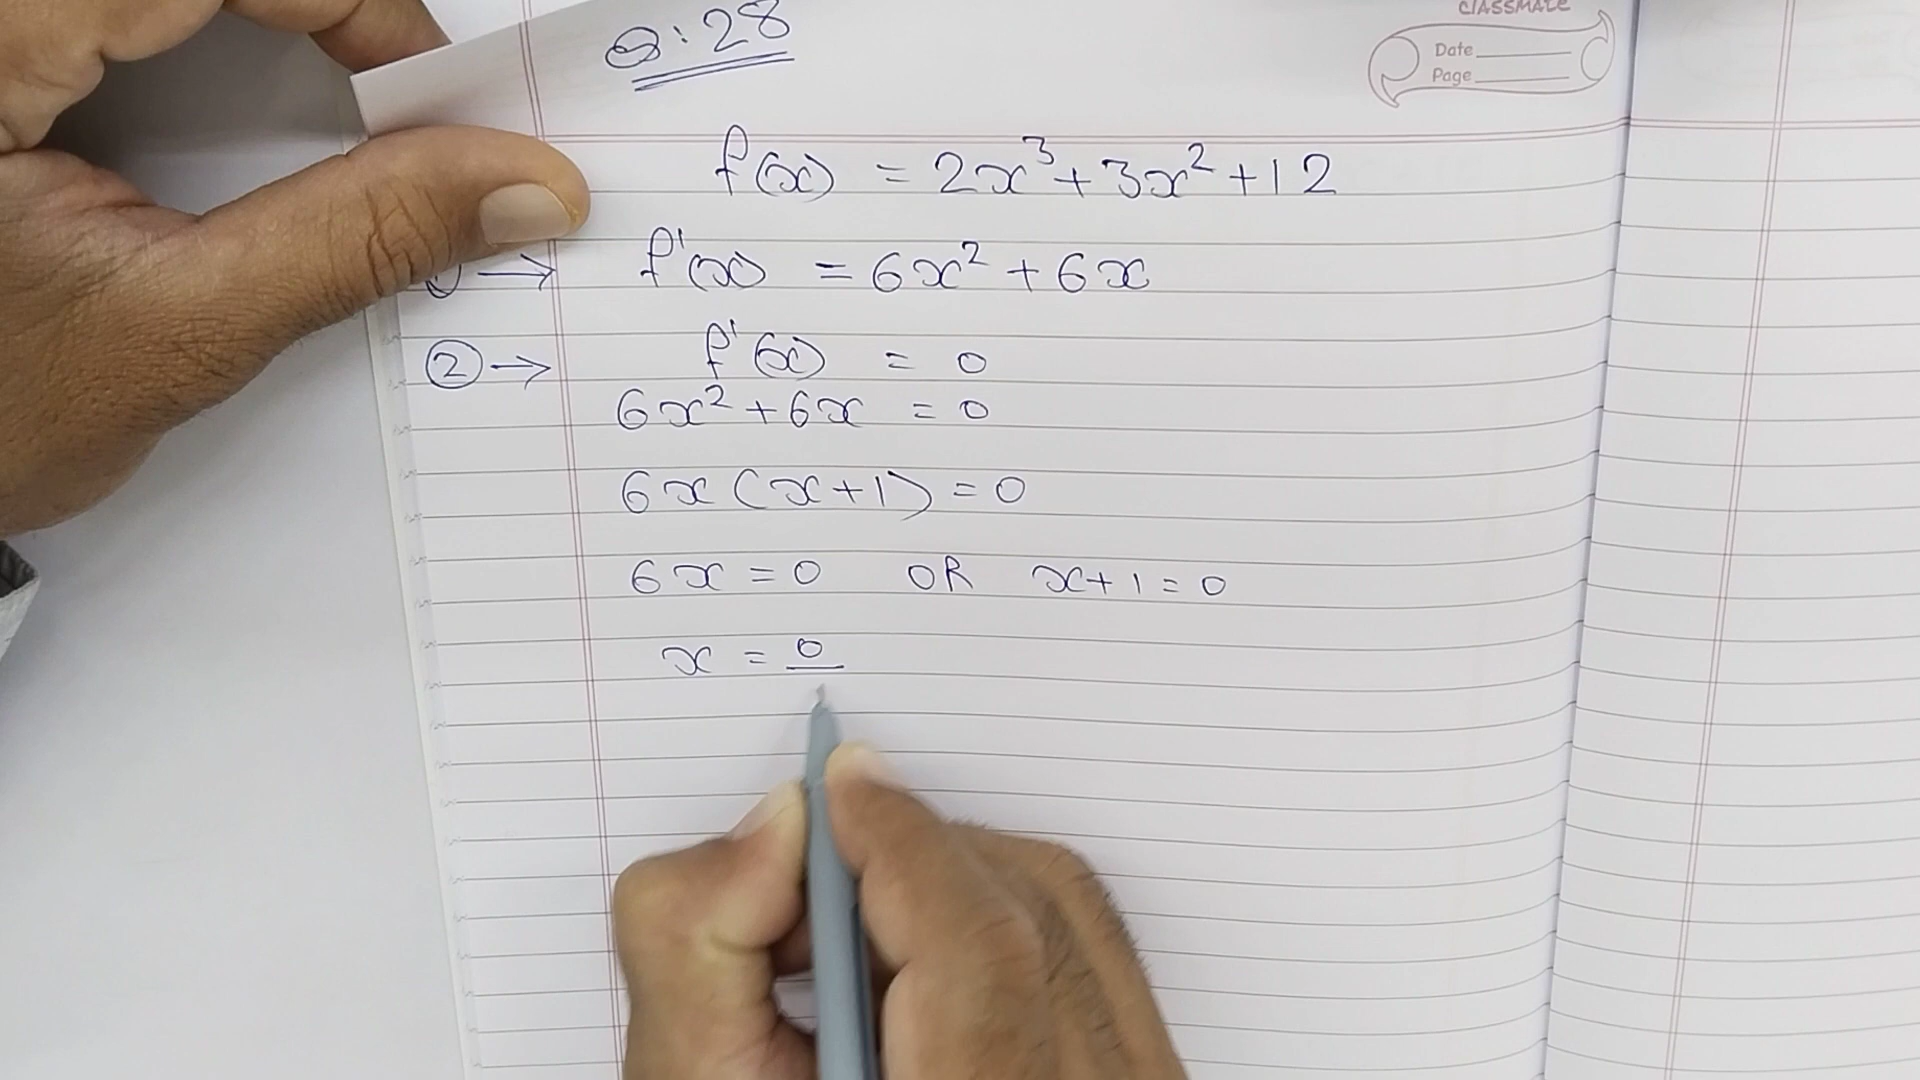 Q:28
CLASSMATE
Date
Page
f(x) = 2x³+3x²+12
→ f'(x) = 6x²+6x
② → f'(x) = 0
6x²+6x = 0
6x(x+1)=0
6x=0 OR x+1=0
x = 0